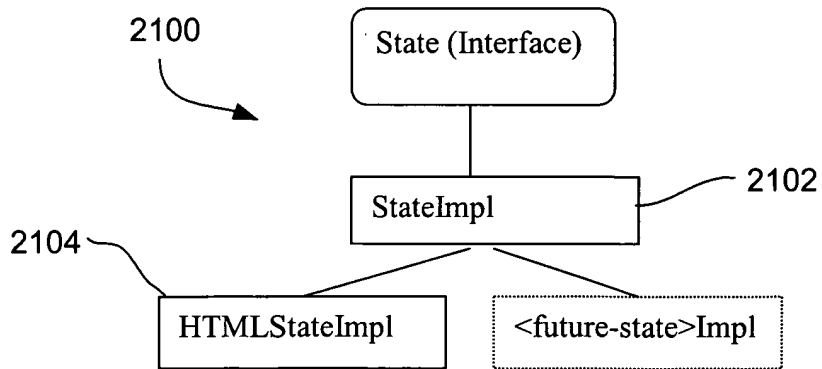 2100
State (Interface)
StateImpl
2102
2104
HTMLStateImpl
<future-state>Impl